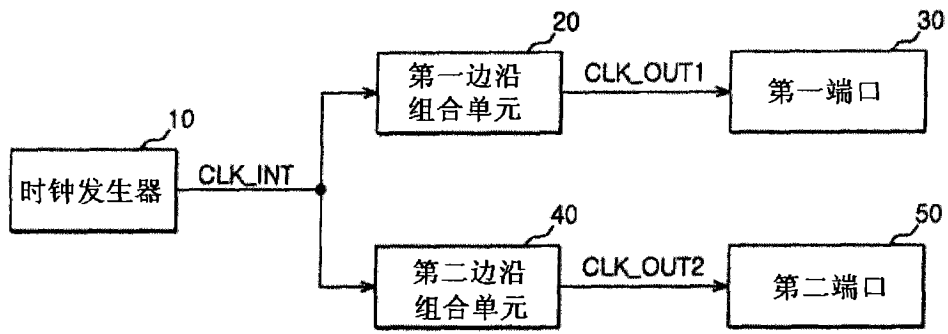 20
第一边沿
组合单元
CLK_OUT1
30
第一端口
10
时钟发生器
CLK_INT
40
第二边沿
组合单元
CLK_OUT2
50
第二端口